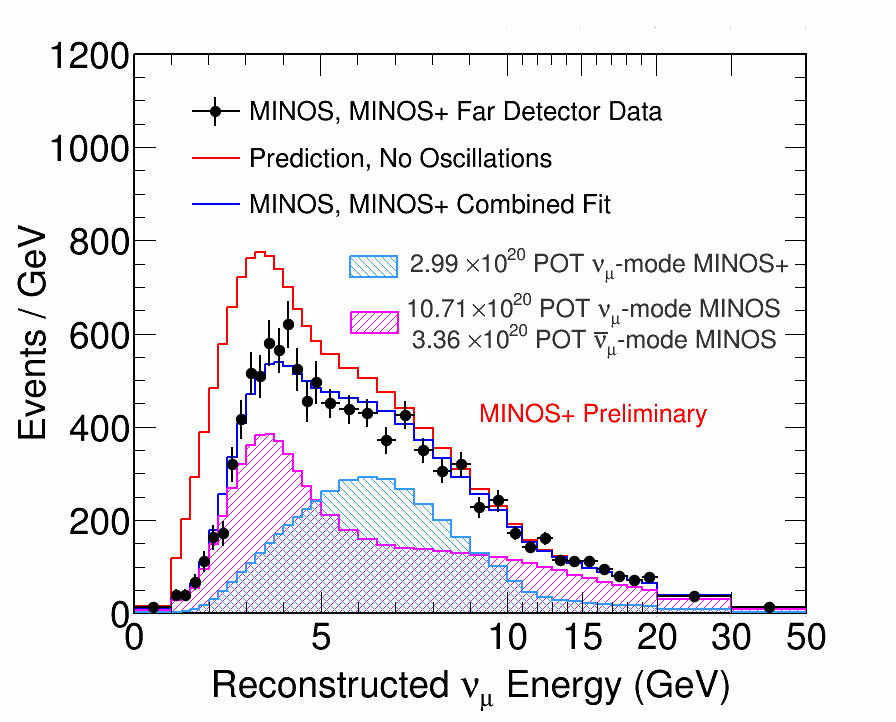 1200
1000
800
600
400
200
0
Events / GeV
MINOS, MINOS+ Far Detector Data
Prediction, No Oscillations
MINOS, MINOS+ Combined Fit
2.99 ×10²⁰ POT νμ-mode MINOS+
10.71 ×10²⁰ POT νμ-mode MINOS
3.36 ×10²⁰ POT ν̅μ-mode MINOS
MINOS+ Preliminary
0 5 10 15 20 30 50
Reconstructed νμ Energy (GeV)